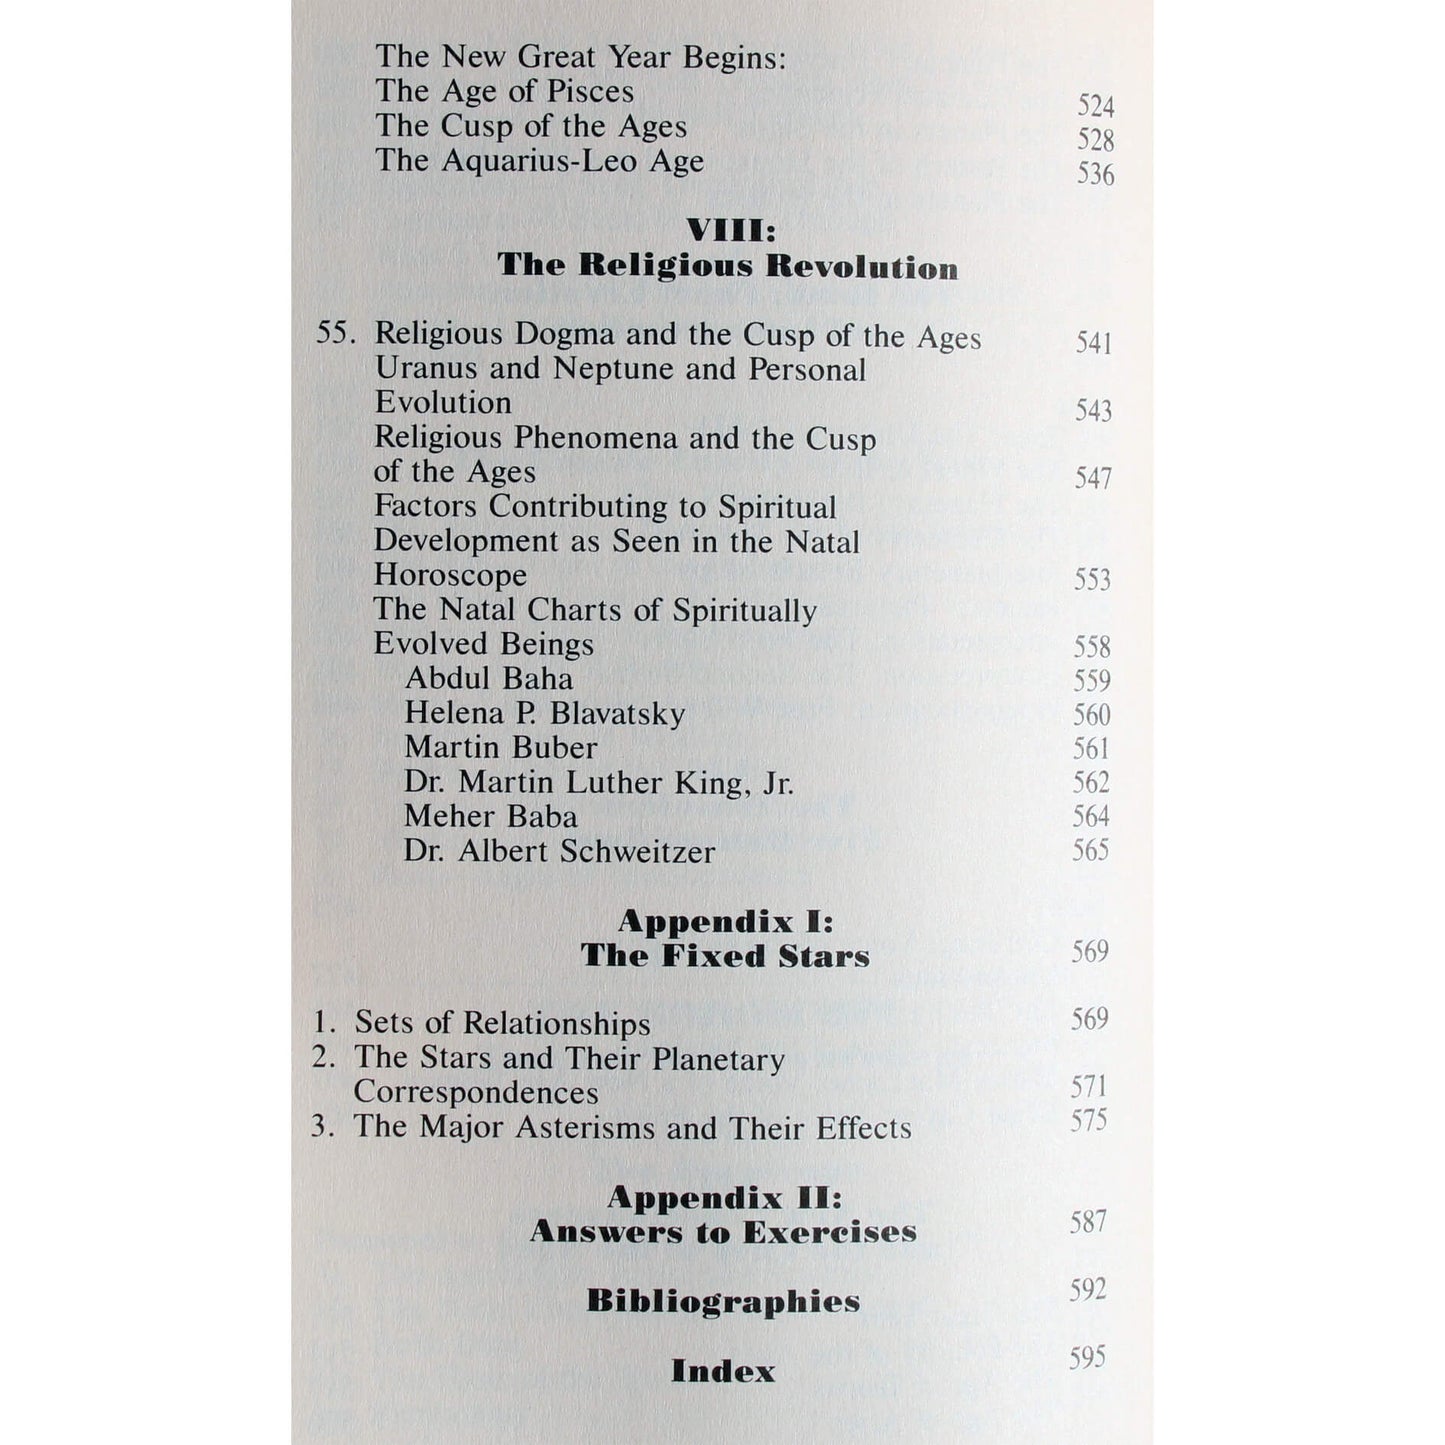 The New Great Year Begins:
The Age of Pisces 524
The Cusp of the Ages 528
The Aquarius-Leo Age 536
VIII:
The Religious Revolution
55. Religious Dogma and the Cusp of the Ages 541
Uranus and Neptune and Personal
Evolution 543
Religious Phenomena and the Cusp
of the Ages 547
Factors Contributing to Spiritual
Development as Seen in the Natal
Horoscope 553
The Natal Charts of Spiritually
Evolved Beings 558
Abdul Baha 559
Helena P. Blavatsky 560
Martin Buber 561
Dr. Martin Luther King, Jr. 562
Meher Baba 564
Dr. Albert Schweitzer 565
Appendix I:
The Fixed Stars 569
1. Sets of Relationships 569
2. The Stars and Their Planetary
Correspondences 571
3. The Major Asterisms and Their Effects 575
Appendix II:
Answers to Exercises 587
Bibliographies 592
Index 595